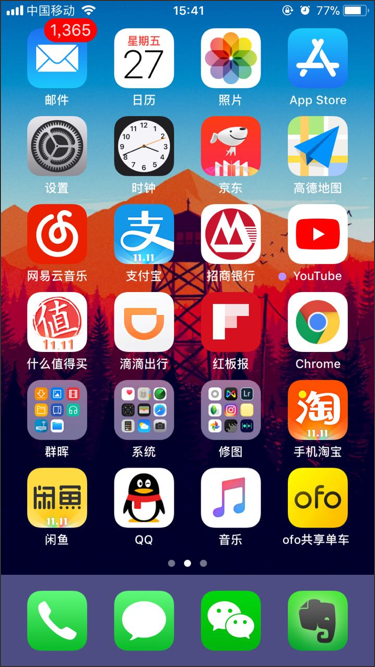 中国移动 15:41 77%
1,365
星期五
27
邮件 日历 照片 App Store
设置 时钟 京东 高德地图
支
11.11
网易云音乐 支付宝 招商银行 YouTube
值
11.11
什么值得买 滴滴出行 红板报 Chrome
淘
11.11
群晖 系统 修图 手机淘宝
闲鱼 ofo
11.11
闲鱼 QQ 音乐 ofo共享单车